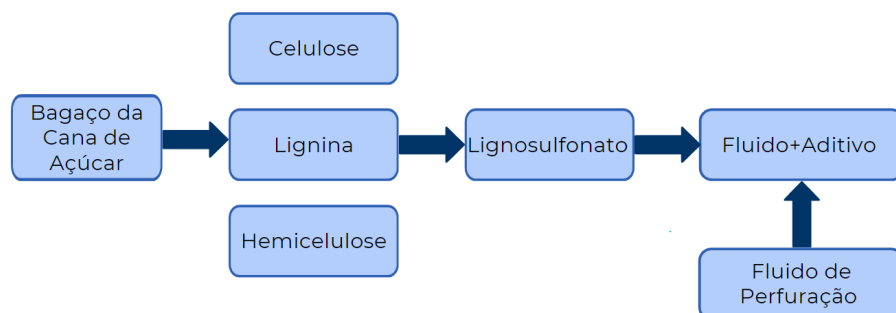 Celulose
Bagaço da
Cana de
Açúcar
Lignina
Lignosulfonato
Fluido+Aditivo
Hemicelulose
Fluido de
Perfuração